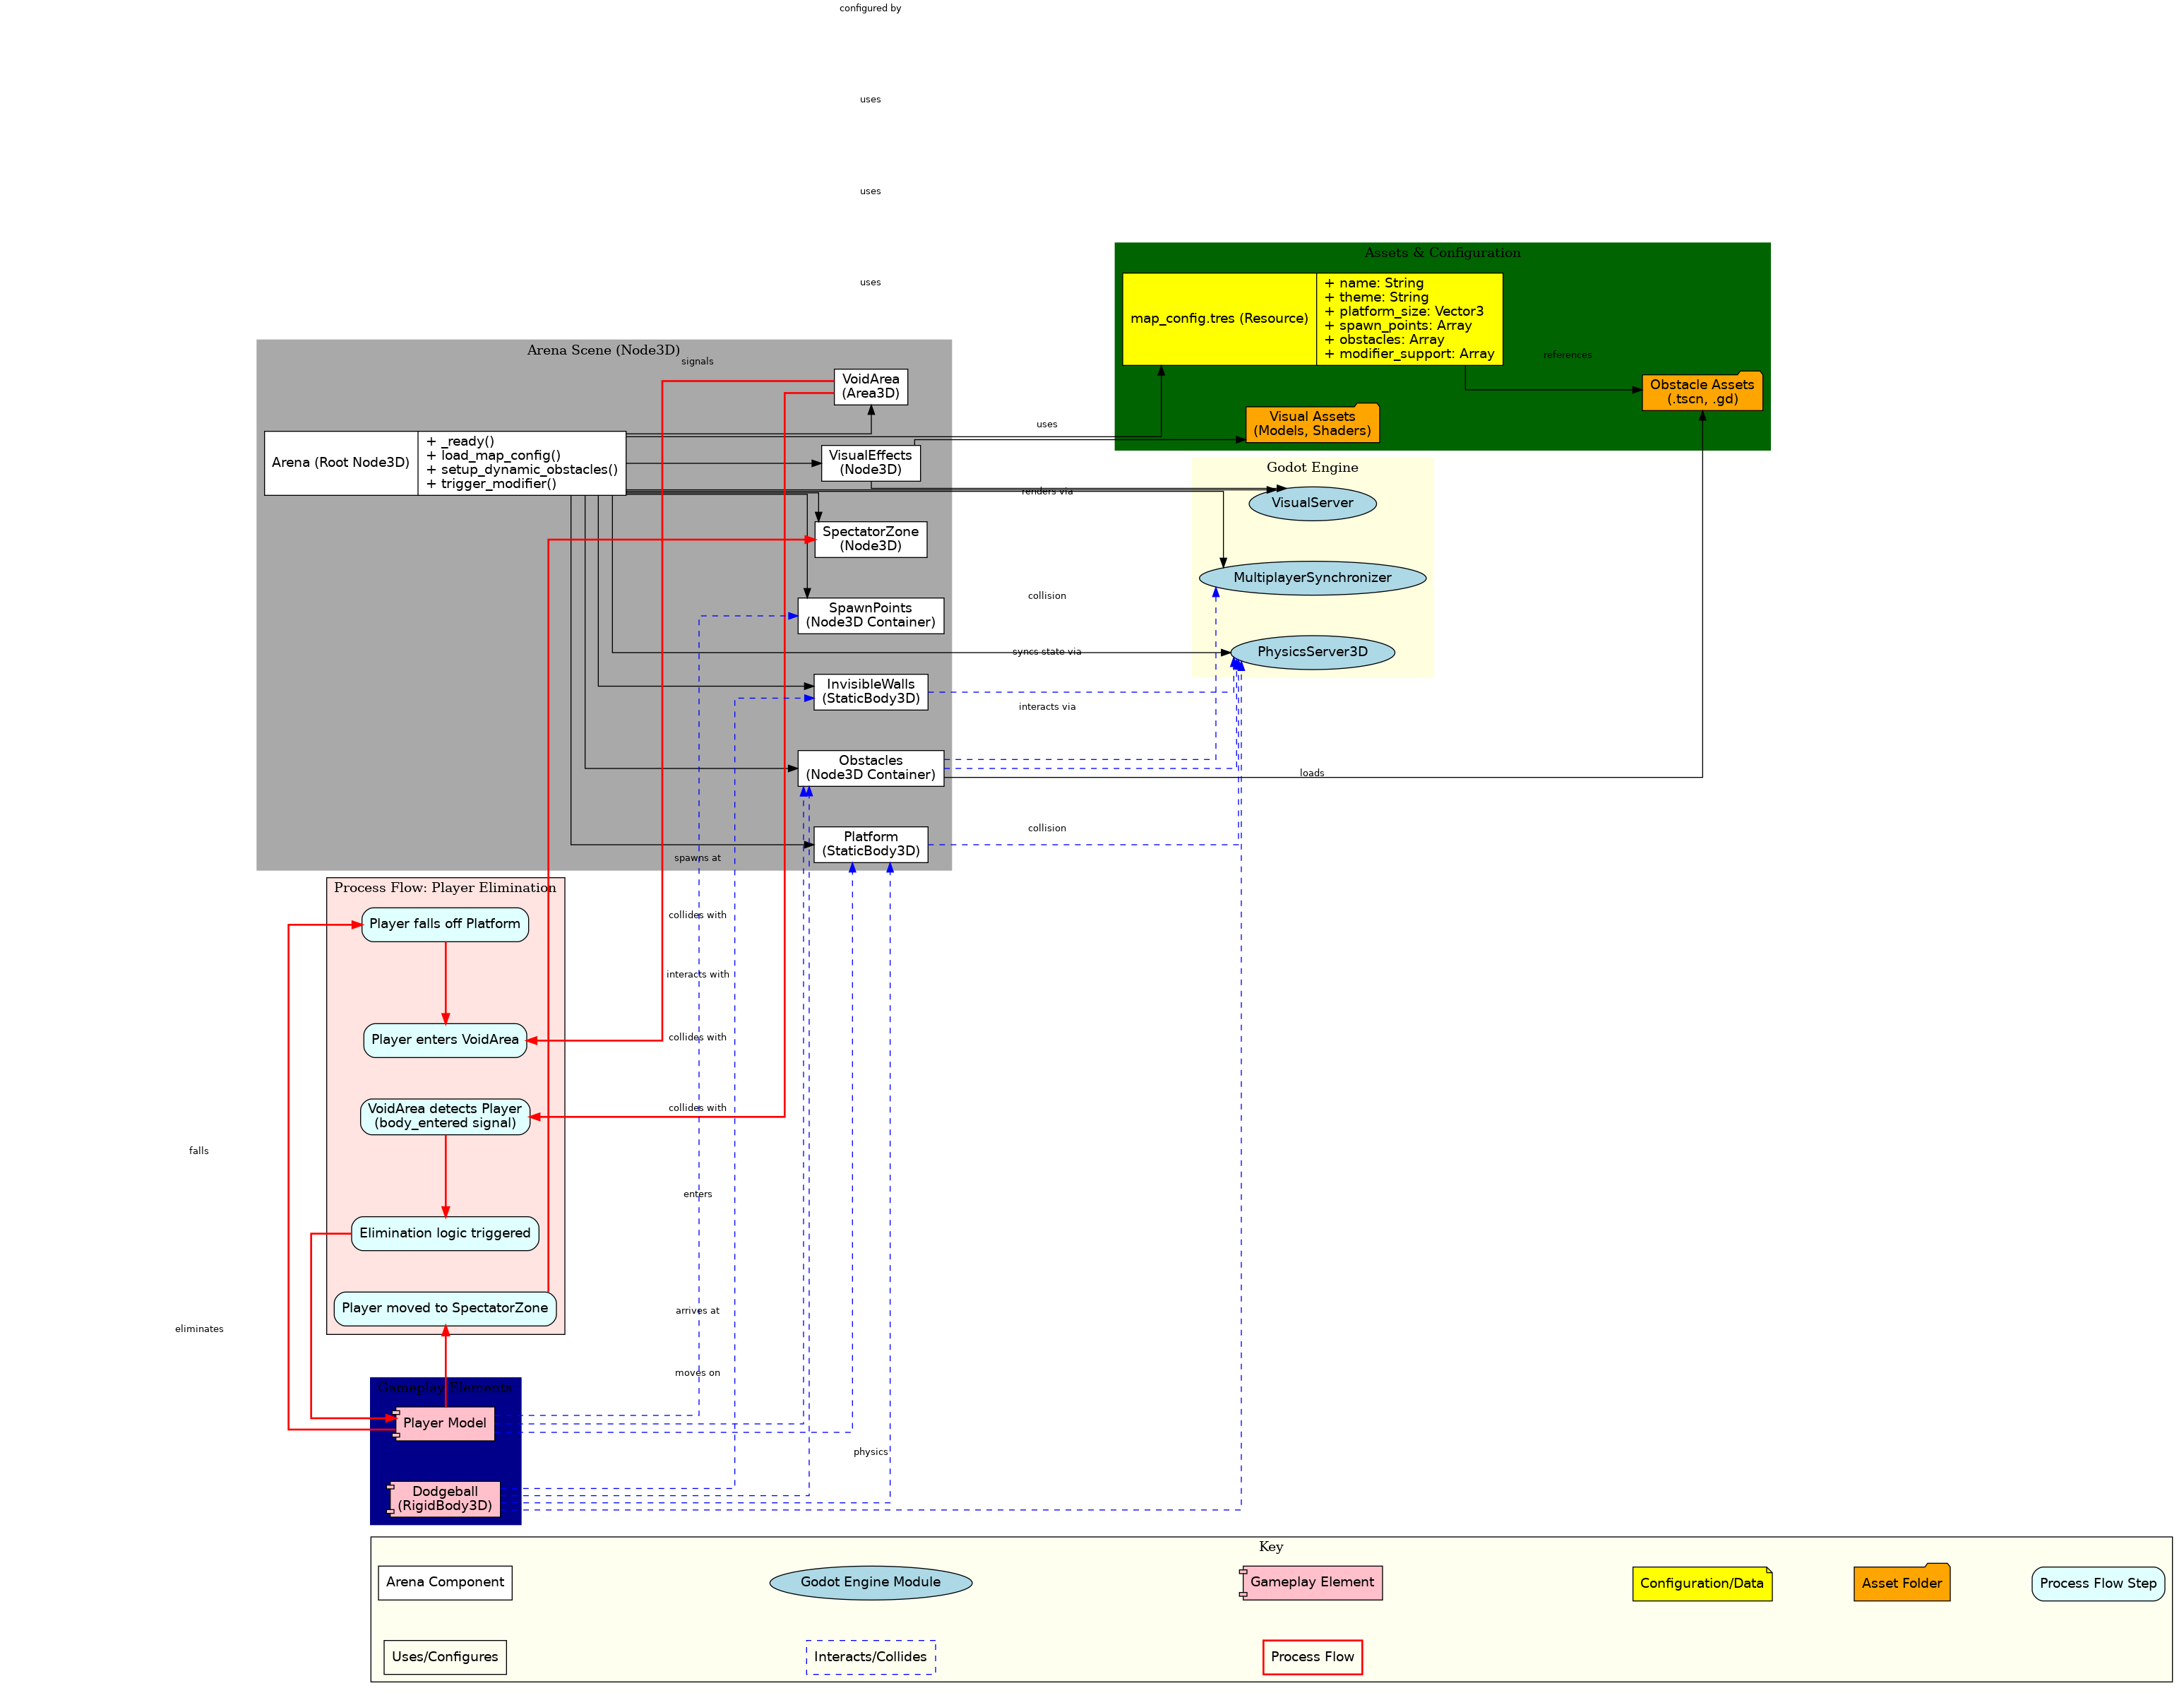 configured by
uses
uses
uses
Assets & Configuration
map_config.tres (Resource)
+ name: String
+ theme: String
+ platform_size: Vector3
+ spawn_points: Array
+ obstacles: Array
+ modifier_support: Array
references
Obstacle Assets
(.tscn, .gd)
Visual Assets
(Models, Shaders)
Arena Scene (Node3D)
signals
VoidArea
(Area3D)
Arena (Root Node3D)
+ _ready()
+ load_map_config()
+ setup_dynamic_obstacles()
+ trigger_modifier()
VisualEffects
(Node3D)
SpectatorZone
(Node3D)
SpawnPoints
(Node3D Container)
InvisibleWalls
(StaticBody3D)
Obstacles
(Node3D Container)
Platform
(StaticBody3D)
uses
renders via
collision
syncs state via
interacts via
loads
collision
Godot Engine
VisualServer
MultiplayerSynchronizer
PhysicsServer3D
spawns at
collides with
interacts with
collides with
collides with
enters
arrives at
moves on
physics
Process Flow: Player Elimination
Player falls off Platform
Player enters VoidArea
VoidArea detects Player
(body_entered signal)
Elimination logic triggered
Player moved to SpectatorZone
falls
eliminates
Gameplay Elements
Player Model
Dodgeball
(RigidBody3D)
Key
Arena Component
Godot Engine Module
Gameplay Element
Configuration/Data
Asset Folder
Process Flow Step
Uses/Configures
Interacts/Collides
Process Flow